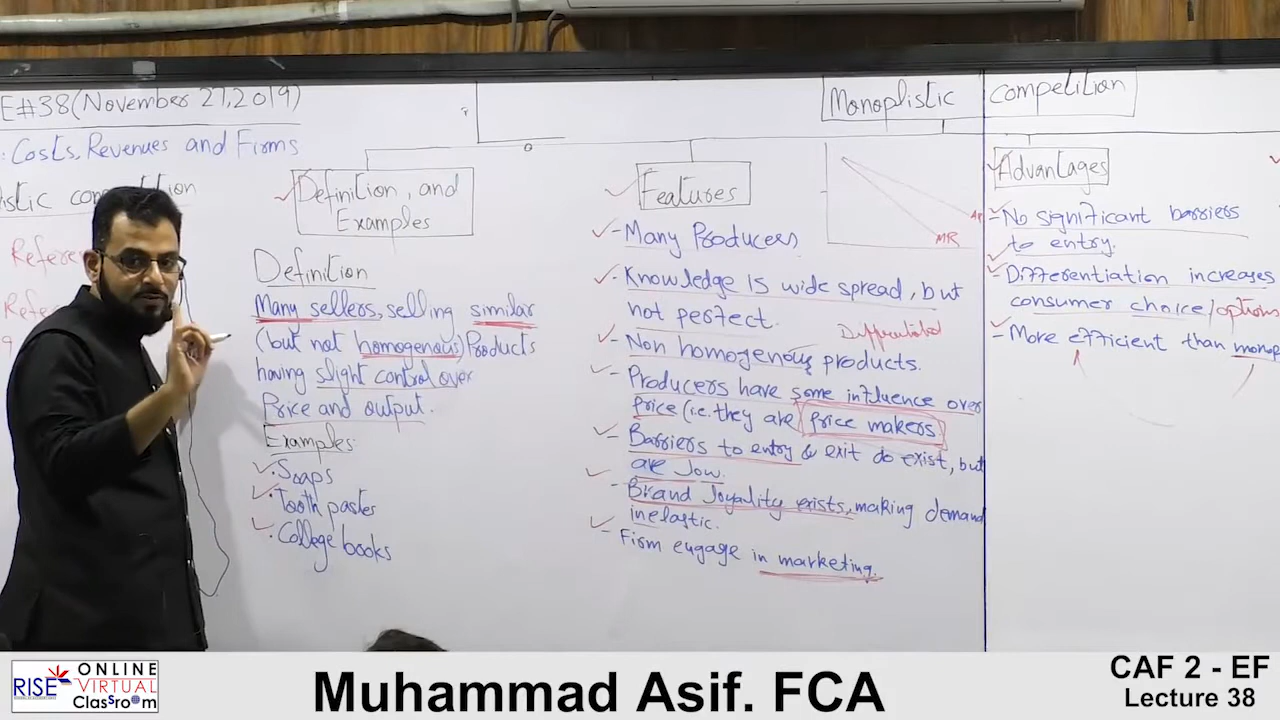 E#38(November 27,2019)
: Costs, Revenues and Firms
Monoplistic competition
Definition, and
Examples
Definition
Many sellers, selling similar
(but not homogenous) Products
having slight control over
Price and output.
Examples:
. Soaps
. Tooth pastes
. College books
Features
- Many Producers
- Knowledge is wide spread, but
not perfect.
Differentiated
- Non homogenous products.
- Producers have some influence over
price (i.e. they are price makers
- Barriers to entry & exit do exist, but
are low.
- Brand loyality exists, making demand
inelastic.
- Firm engage in marketing.
AR
MR
Advantages
- No significant barriers
to entry.
- Differentiation increases
consumer choice/option
- More efficient than monop
RISE
ONLINE
VIRTUAL
Classroom
Muhammad Asif. FCA
CAF 2 - EF
Lecture 38